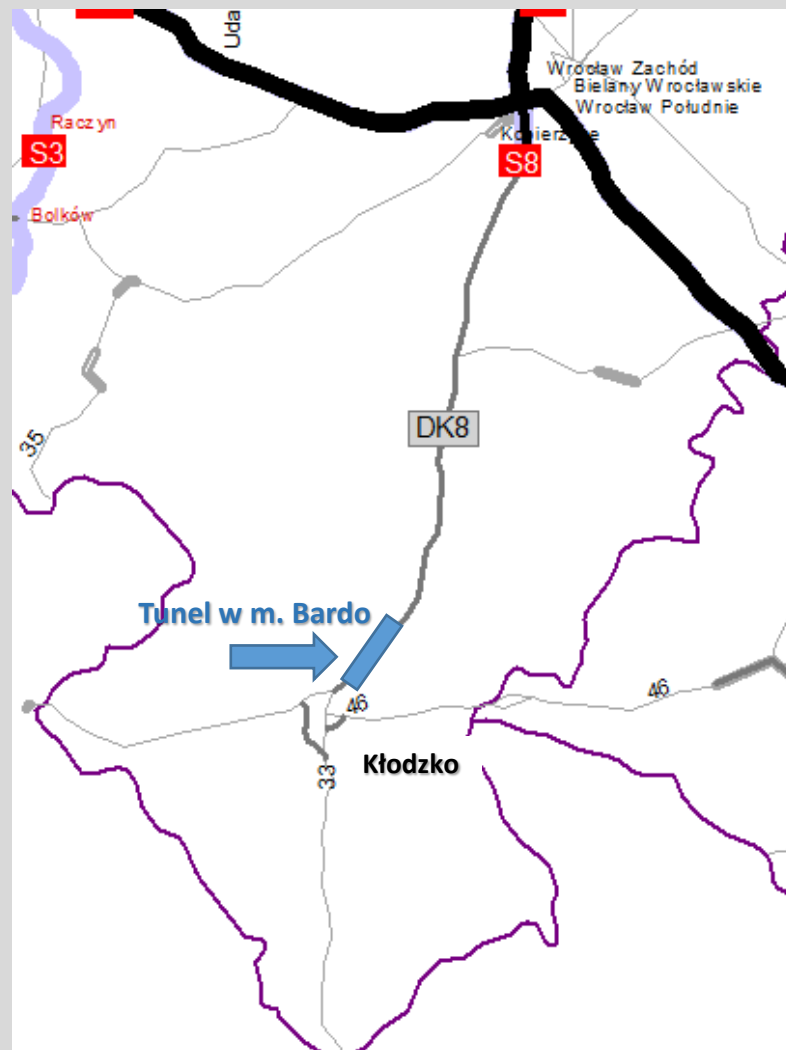 Uda
Wrocław Zachód
Bielany Wrocławskie
Wrocław Południe
Raczyn
S3
S8
Bolków
DK8
35
Tunel w m. Bardo
46
46
Kłodzko
33